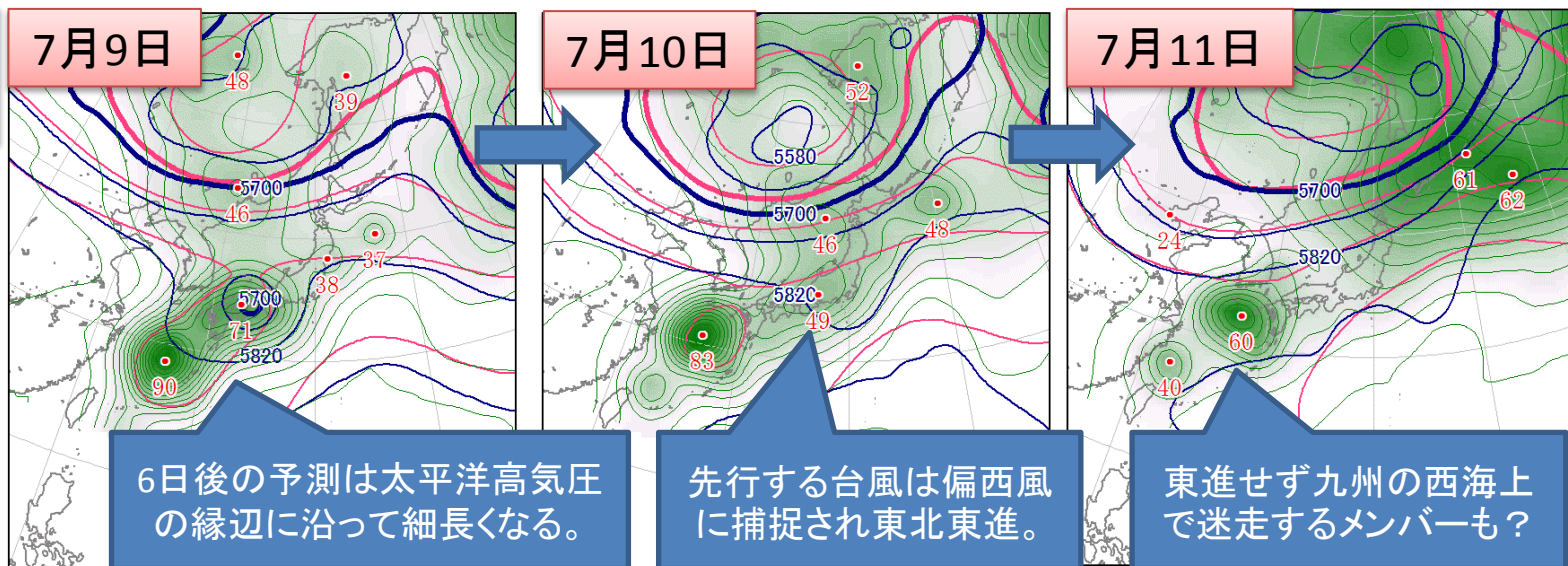 7月9日
48
39
5700
46
37
38
5700
71
5820
90
6日後の予測は太平洋高気圧
の縁辺に沿って細長くなる。
7月10日
52
5580
5700
46
48
5820
49
83
先行する台風は偏西風
に捕捉され東北東進。
7月11日
61
5700
62
24
5820
60
40
東進せず九州の西海上
で迷走するメンバーも？